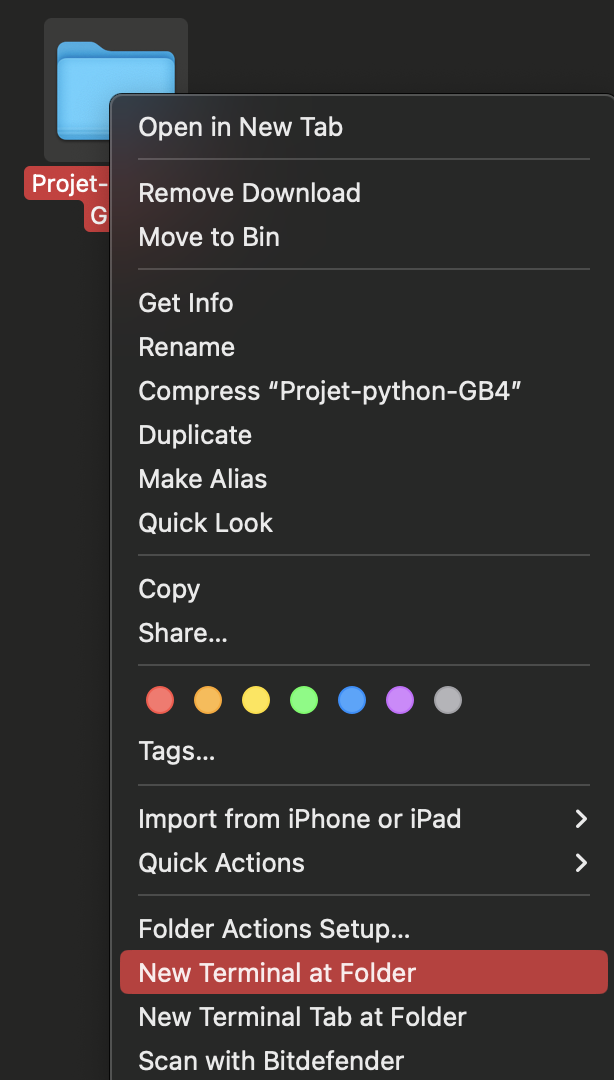 Projet-
G
Open in New Tab
Remove Download
Move to Bin
Get Info
Rename
Compress “Projet-python-GB4”
Duplicate
Make Alias
Quick Look
Copy
Share...
Tags...
Import from iPhone or iPad
Quick Actions
Folder Actions Setup...
New Terminal at Folder
New Terminal Tab at Folder
Scan with Bitdefender